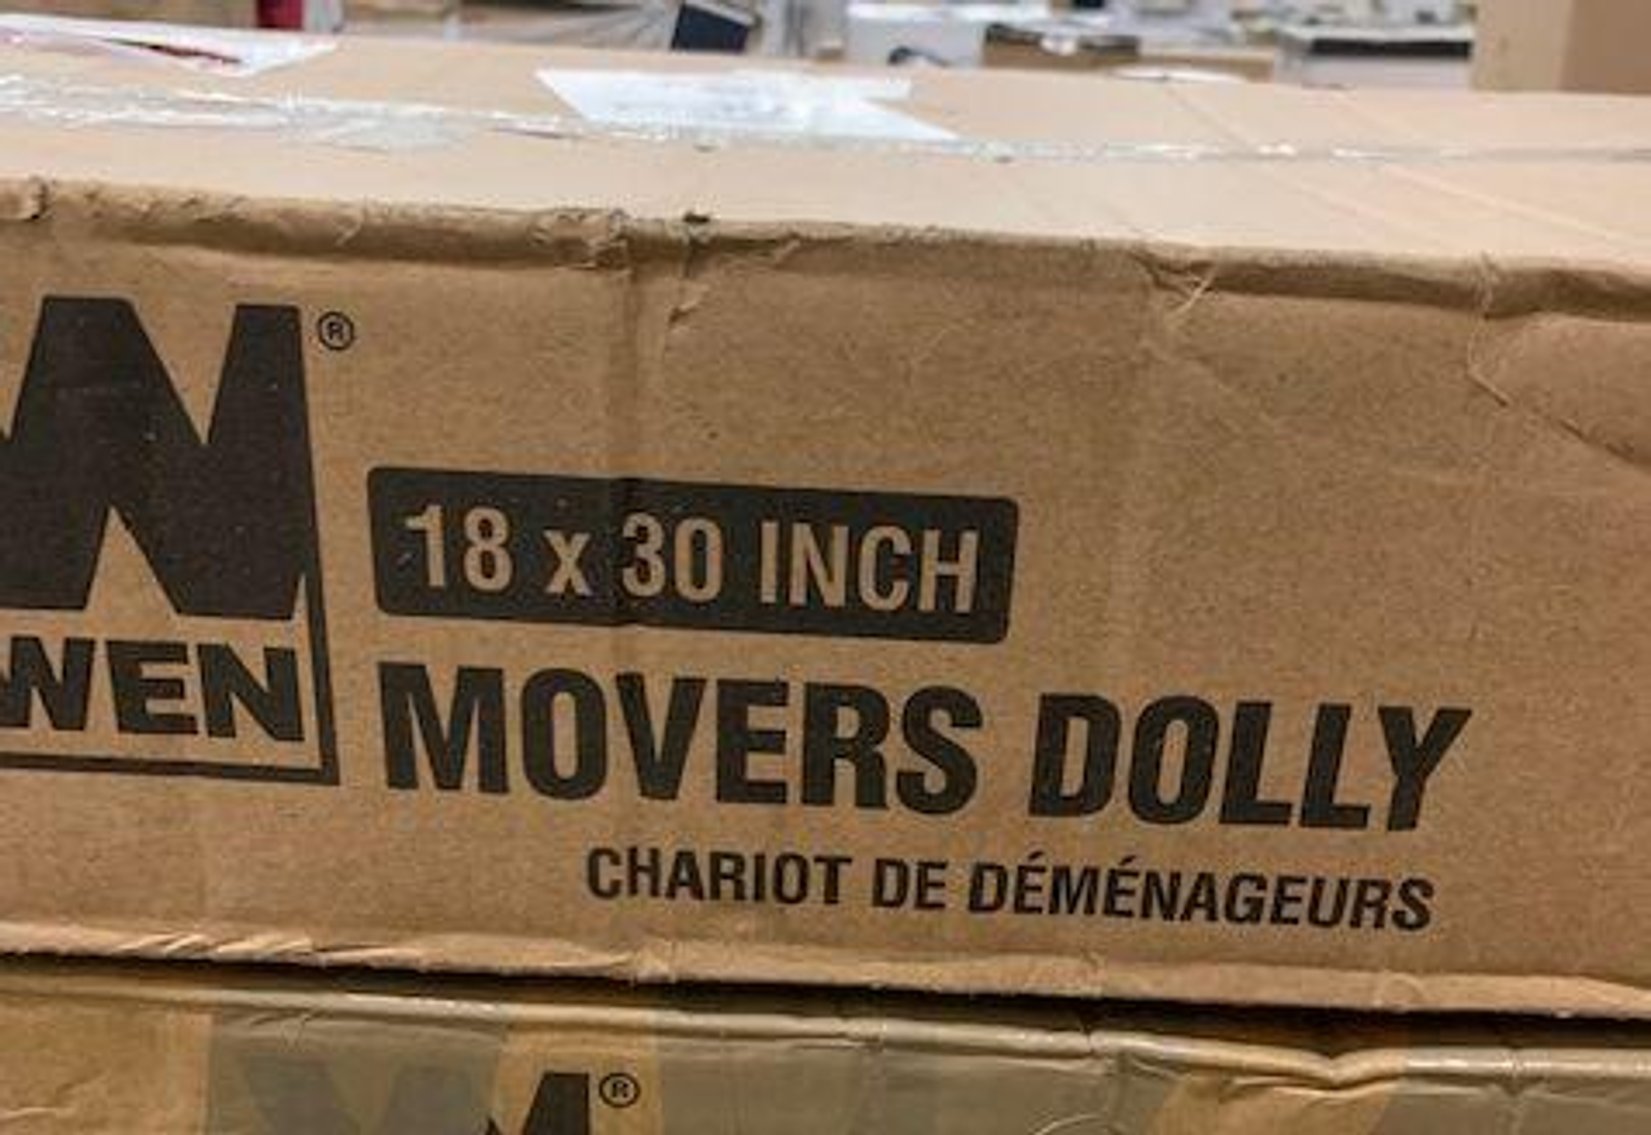 W®
WEN
18 x 30 INCH
MOVERS DOLLY
CHARIOT DE DÉMÉNAGEURS
®